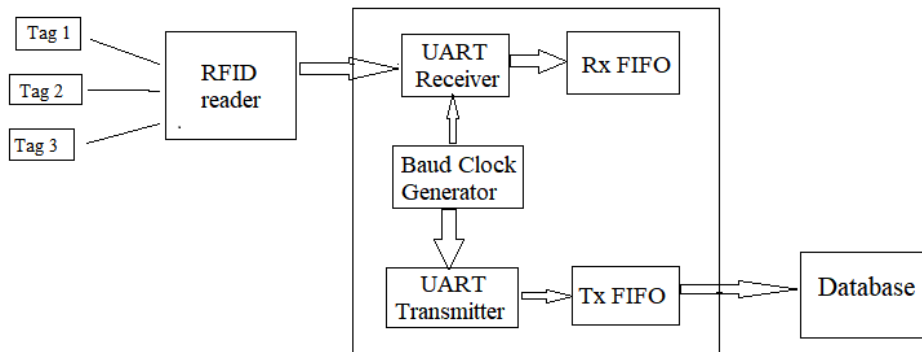 Tag 1
Tag 2
Tag 3
RFID
reader
UART
Receiver
Rx FIFO
Baud Clock
Generator
UART
Transmitter
Tx FIFO
Database